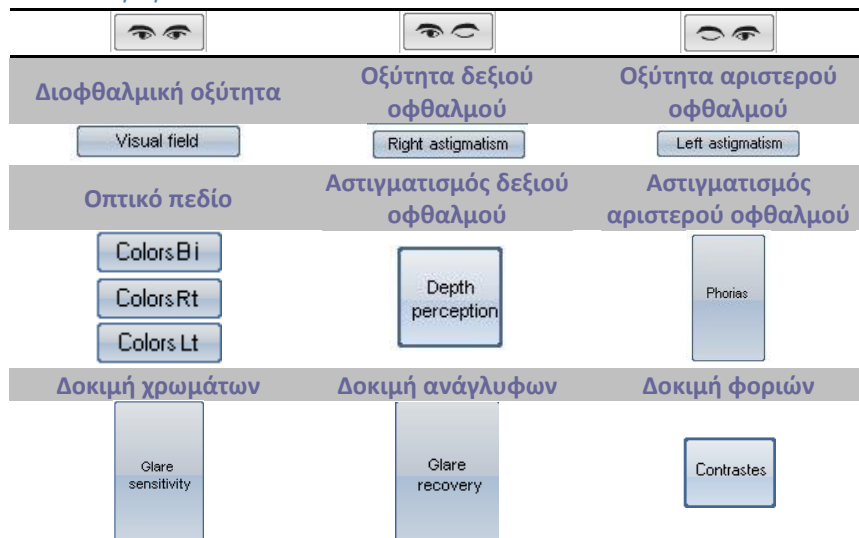 Διοφθαλμική οξύτητα
Οξύτητα δεξιού
οφθαλμού
Οξύτητα αριστερού
οφθαλμού
Visual field
Right astigmatism
Left astigmatism
Οπτικό πεδίο
Αστιγματισμός δεξιού
οφθαλμού
Αστιγματισμός
αριστερού οφθαλμού
Colors Bi
Colors Rt
Colors Lt
Depth
perception
Phorias
Δοκιμή χρωμάτων
Δοκιμή ανάγλυφων
Δοκιμή φοριών
Glare
sensitivity
Glare
recovery
Contrastes